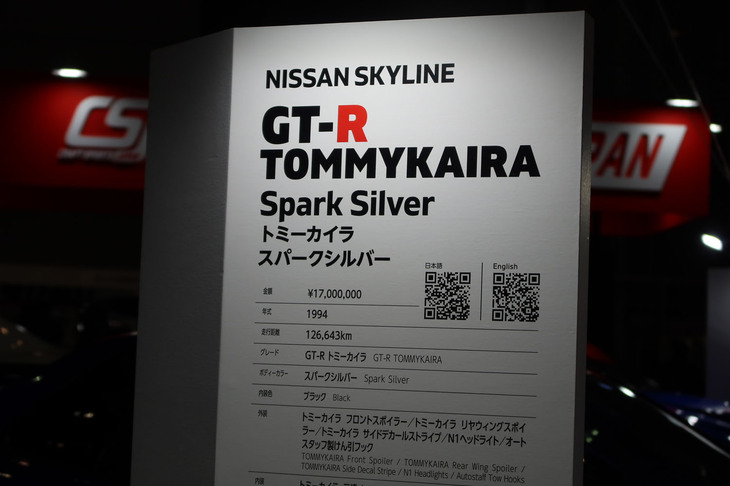 NISSAN SKYLINE
GT-R
TOMMYKAIRA
Spark Silver
トミーカイラ
スパークシルバー
日本語
English
金額 ¥17,000,000
年式 1994
走行距離 126,643km
グレード GT-R トミーカイラ GT-R TOMMYKAIRA
ボディーカラー スパークシルバー Spark Silver
内装色 ブラック Black
外装 トミーカイラ フロントスポイラー／トミーカイラ リヤウィングスポイ
ラー／トミーカイラ サイドデカールストライプ／N1ヘッドライト／オート
スタッフ製けん引フック
TOMMYKAIRA Front Spoiler / TOMMYKAIRA Rear Wing Spoiler /
TOMMYKAIRA Side Decal Stripe / N1 Headlights / Autostaff Tow Hooks
内装
CS
PAN